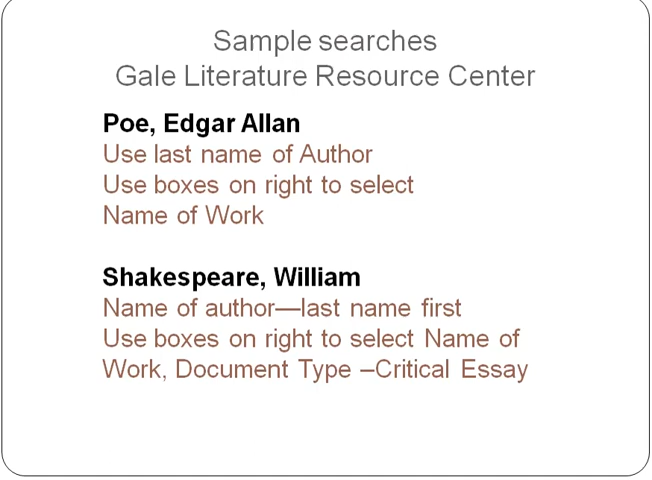 Sample searches
Gale Literature Resource Center
Poe, Edgar Allan
Use last name of Author
Use boxes on right to select
Name of Work
Shakespeare, William
Name of author—last name first
Use boxes on right to select Name of
Work, Document Type –Critical Essay